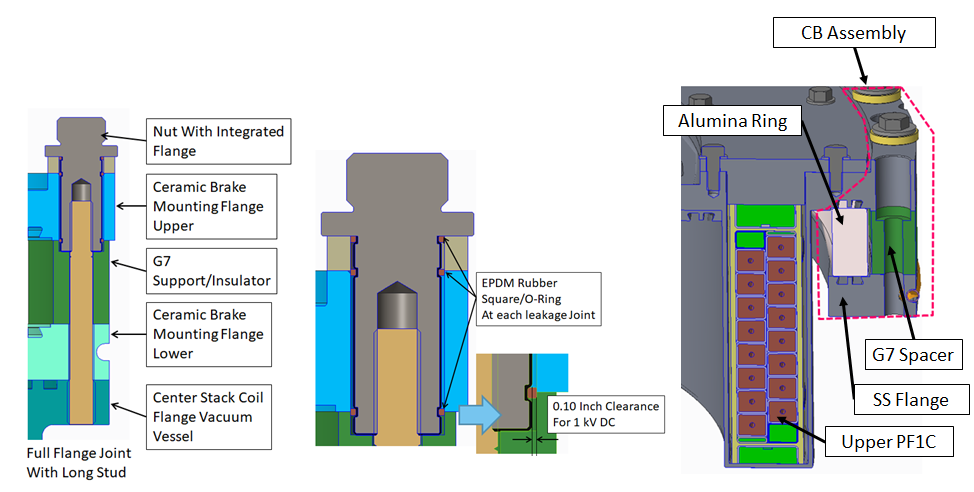 Nut With Integrated
Flange
Ceramic Brake
Mounting Flange
Upper
G7
Support/Insulator
Ceramic Brake
Mounting Flange
Lower
Center Stack Coil
Flange Vacuum
Vessel
Full Flange Joint
With Long Stud
EPDM Rubber
Square/O-Ring
At each leakage Joint
0.10 Inch Clearance
For 1 kV DC
CB Assembly
Alumina Ring
G7 Spacer
SS Flange
Upper PF1C